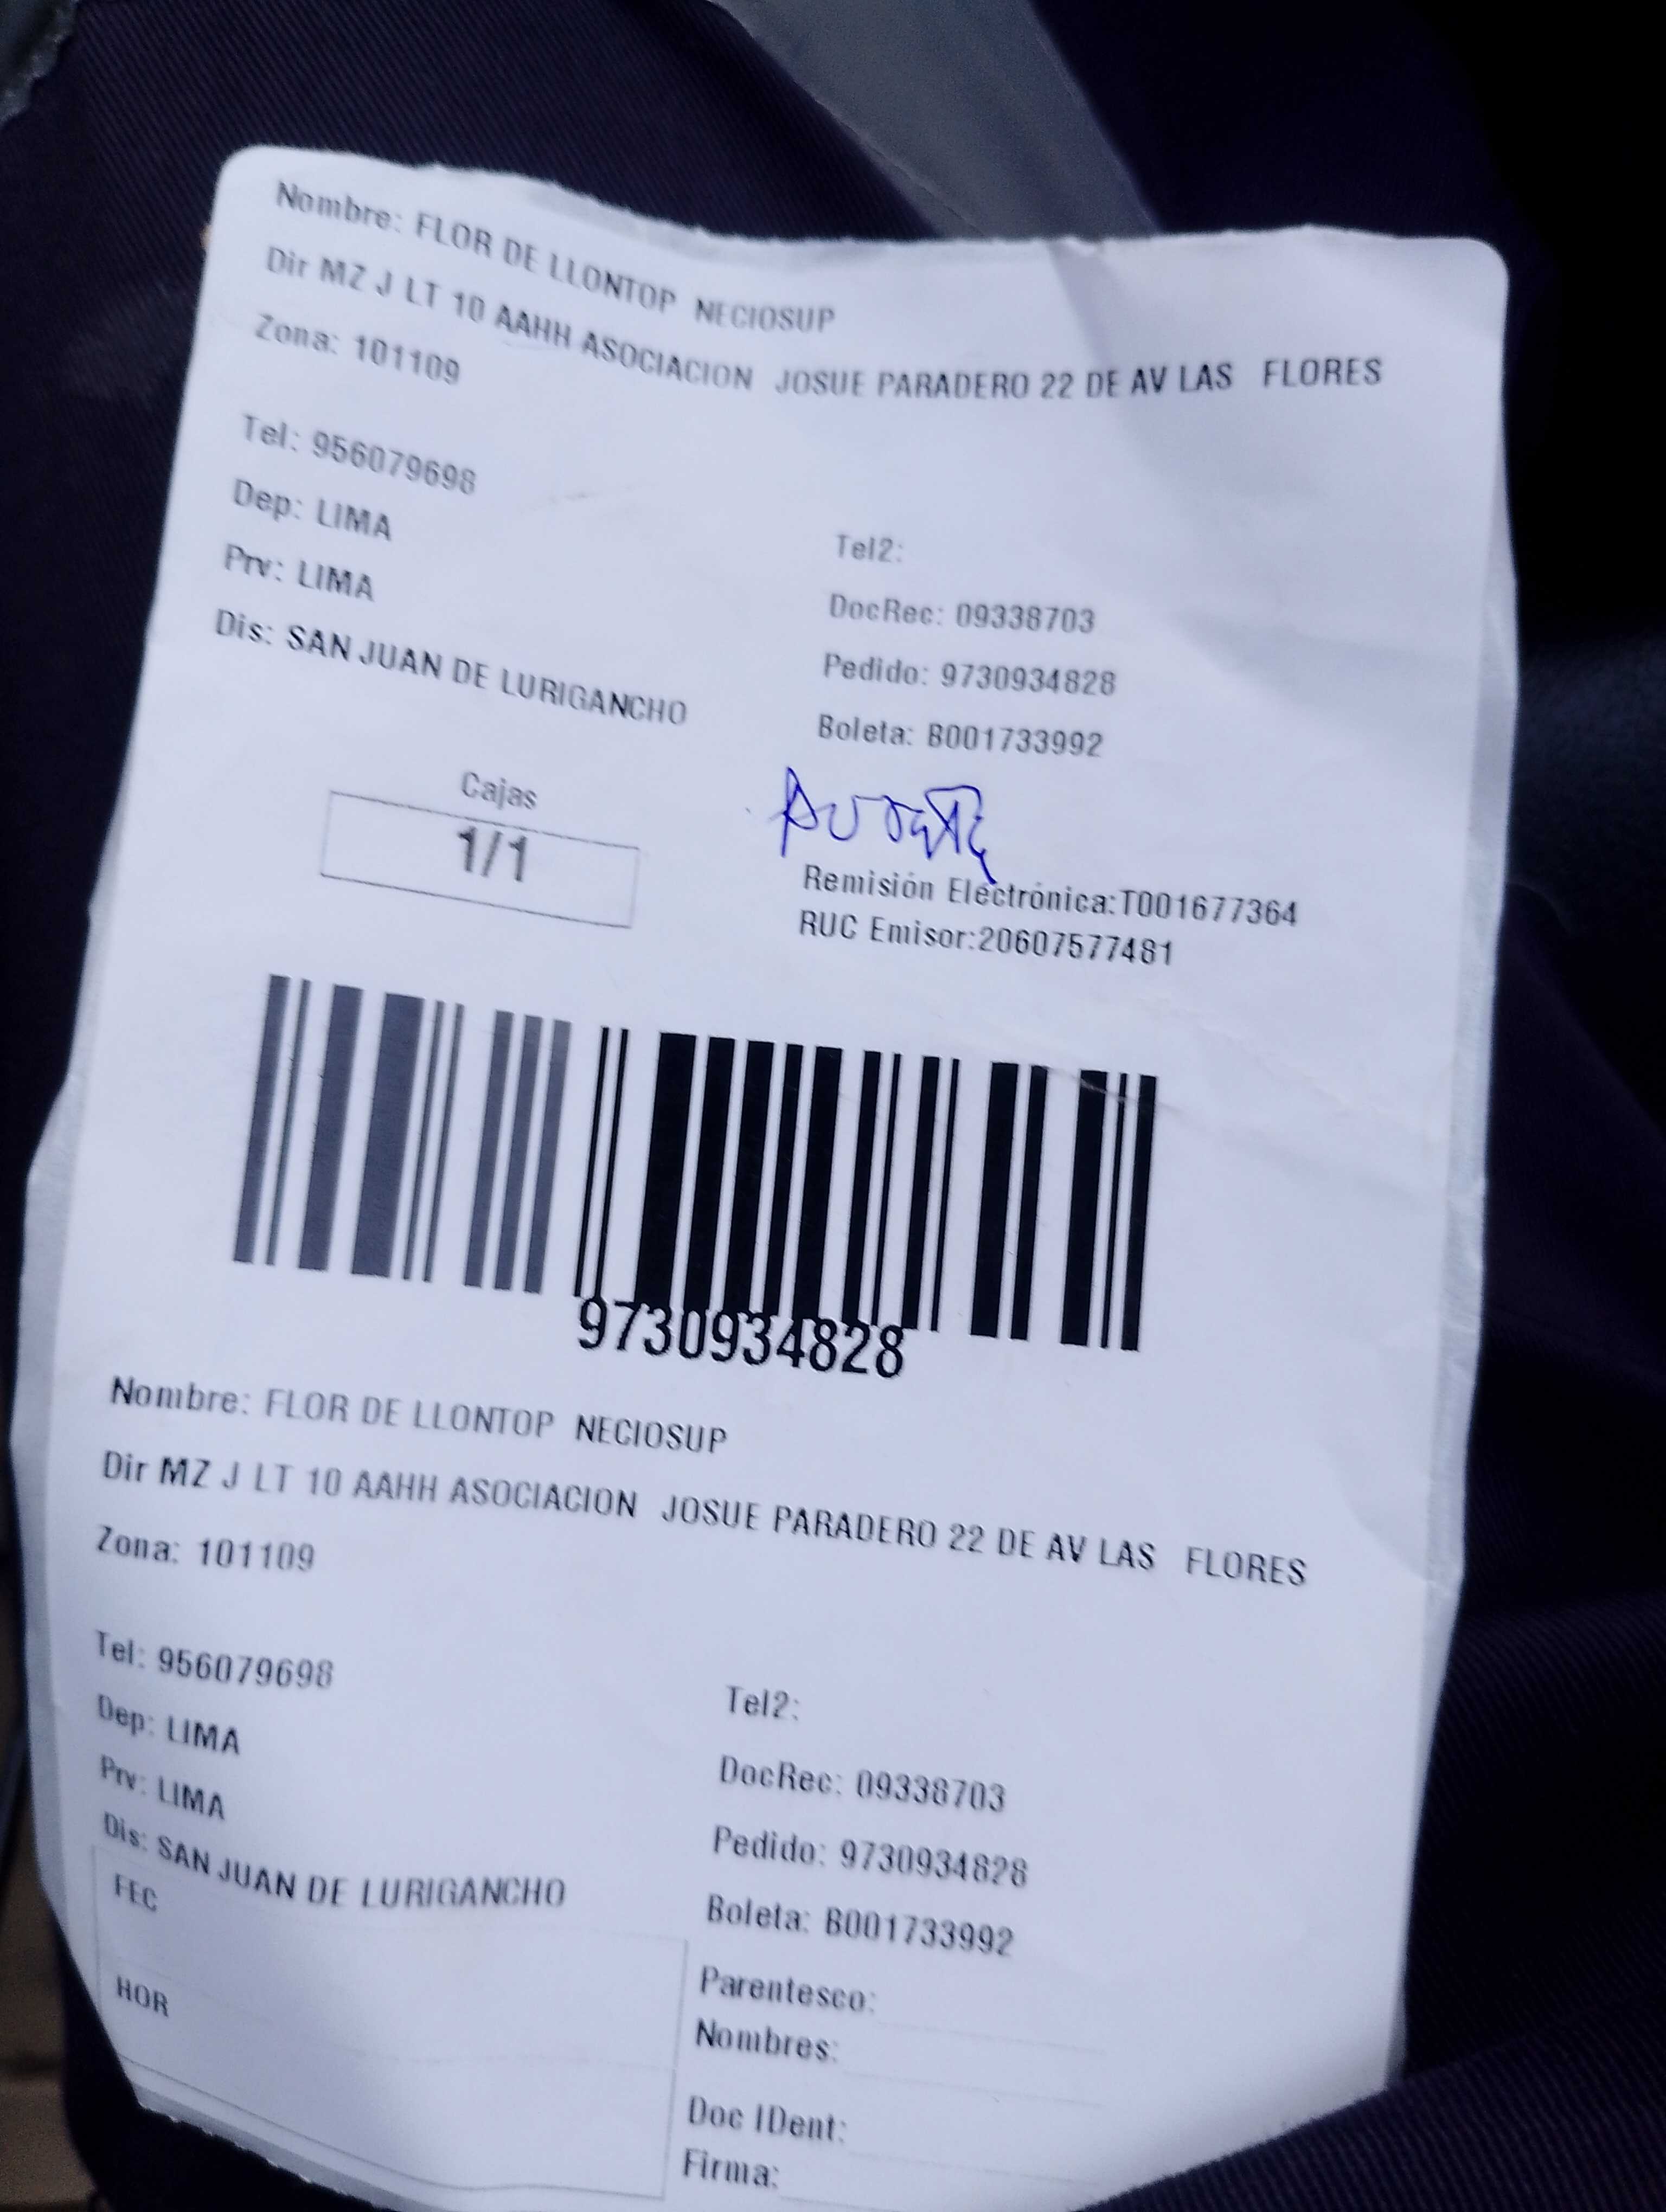 Nombre: FLOR DE LLONTOP NECIOSUP
Dir MZ J LT 10 AAHH ASOCIACION JOSUE PARADERO 22 DE AV LAS FLORES
Zona: 101109
Tel: 956079698
Tel2:
Dep: LIMA
DocRec: 09338703
Prv: LIMA
Pedido: 9730934828
Dis: SAN JUAN DE LURIGANCHO
Boleta: B001733992
Cajas
1/1
Remisión Electrónica:T001677364
RUC Emisor:20607577481
9730934828
Nombre: FLOR DE LLONTOP NECIOSUP
Dir MZ J LT 10 AAHH ASOCIACION JOSUE PARADERO 22 DE AV LAS FLORES
Zona: 101109
Tel: 956079698
Tel2:
Dep: LIMA
DocRec: 09338703
Prv: LIMA
Pedido: 9730934828
Dis: SAN JUAN DE LURIGANCHO
Boleta: B001733992
FEC
HOR
Parentesco:
Nombres:
Doc IDent:
Firma: